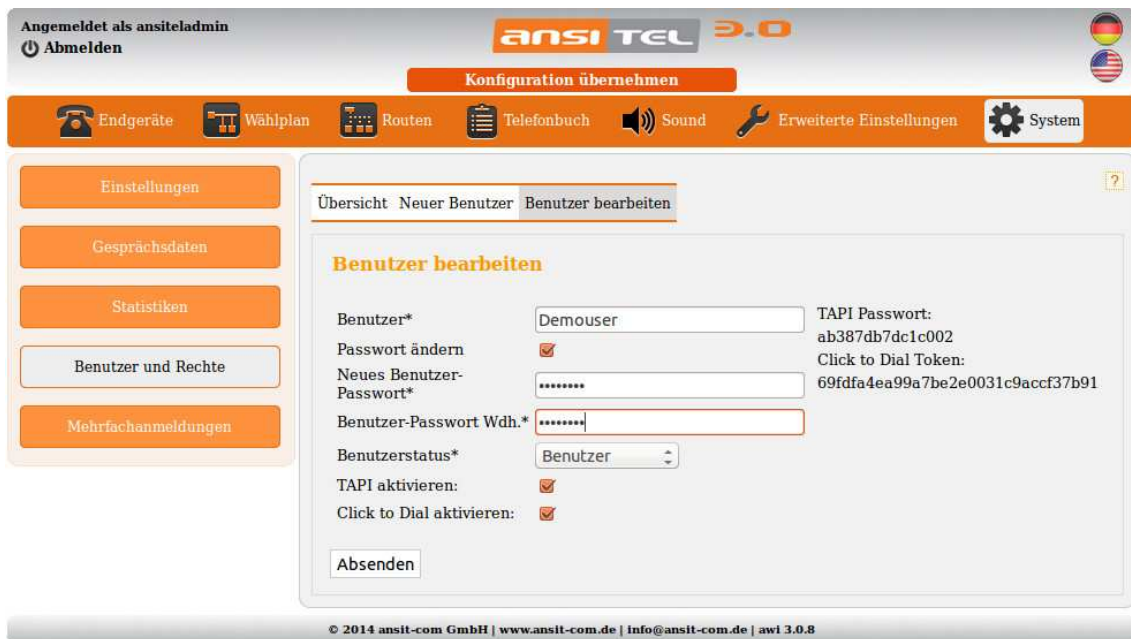 Angemeldet als ansiteladmin
Abmelden
ansi TEL 3.0
Konfiguration übernehmen
Endgeräte Wählplan Routen Telefonbuch Sound Erweiterte Einstellungen System
Einstellungen
Gesprächsdaten
Statistiken
Benutzer und Rechte
Mehrfachanmeldungen
?
Übersicht Neuer Benutzer Benutzer bearbeiten
Benutzer bearbeiten
Benutzer* Demouser
Passwort ändern
Neues Benutzer-
Passwort* ••••••••
Benutzer-Passwort Wdh.* ••••••••
Benutzerstatus* Benutzer
TAPI aktivieren:
Click to Dial aktivieren:
Absenden
TAPI Passwort:
ab387db7dc1c002
Click to Dial Token:
69fdfa4ea99a7be2e0031c9accf37b91
© 2014 ansit-com GmbH | www.ansit-com.de | info@ansit-com.de | awi 3.0.8